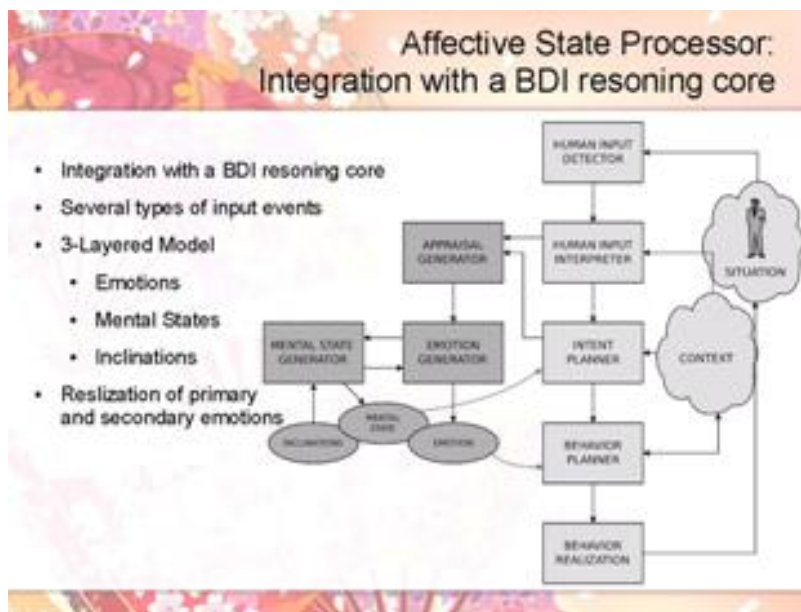 Affective State Processor:
Integration with a BDI resoning core
• Integration with a BDI resoning core
• Several types of input events
• 3-Layered Model
• Emotions
• Mental States
• Inclinations
• Reslization of primary
and secondary emotions
HUMAN INPUT
DETECTOR
APPRAISAL
GENERATOR
HUMAN INPUT
INTERPRETER
SITUATION
MENTAL STATE
GENERATOR
EMOTION
GENERATOR
INTENT
PLANNER
CONTEXT
INCLINATIONS
MENTAL
STATE
EMOTION
BEHAVIOR
PLANNER
BEHAVIOR
REALIZATION